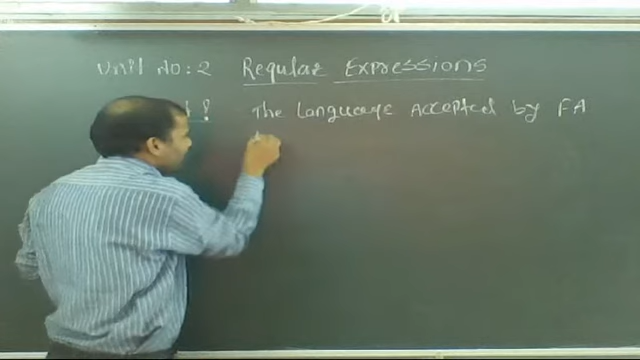 Unit No: 2 Regular Expressions
The Language Accepted by FA